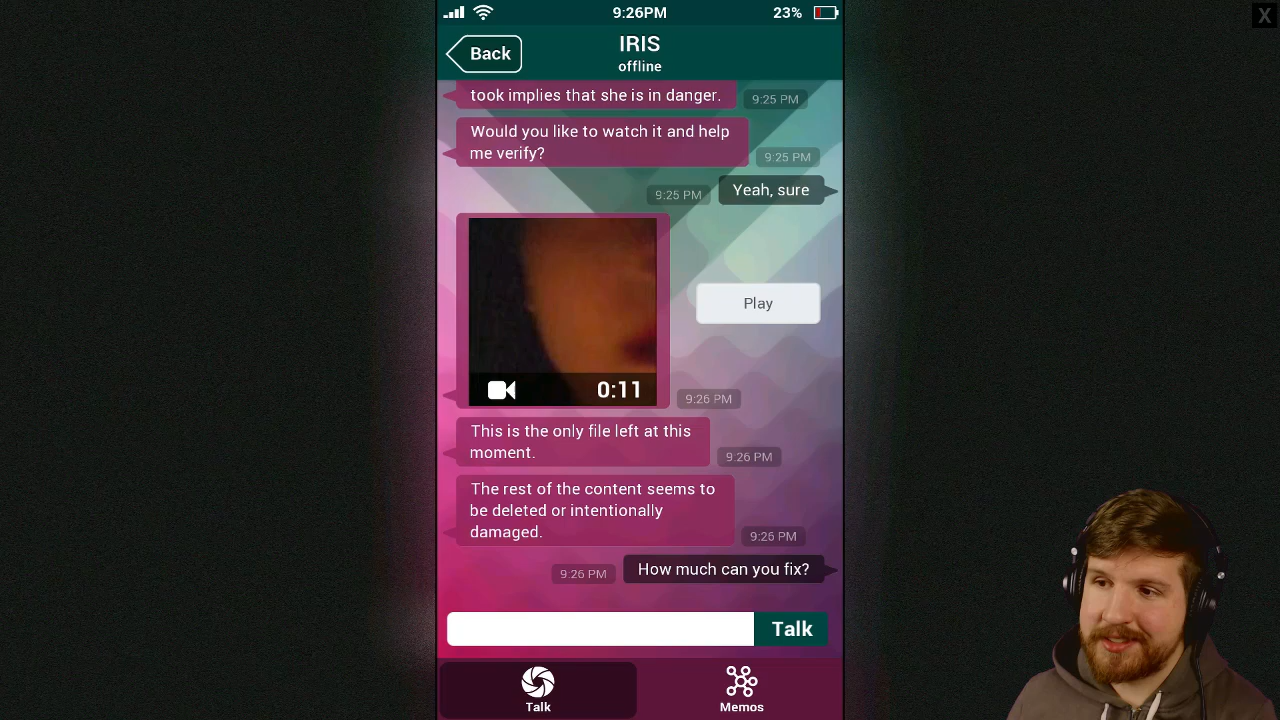 9:26PM
23%
X
Back
IRIS
offline
took implies that she is in danger.
9:25 PM
Would you like to watch it and help
me verify?
9:25 PM
9:25 PM
Yeah, sure
Play
0:11
9:26 PM
This is the only file left at this
moment.
9:26 PM
The rest of the content seems to
be deleted or intentionally
damaged.
9:26 PM
9:26 PM
How much can you fix?
Talk
Talk
Memos